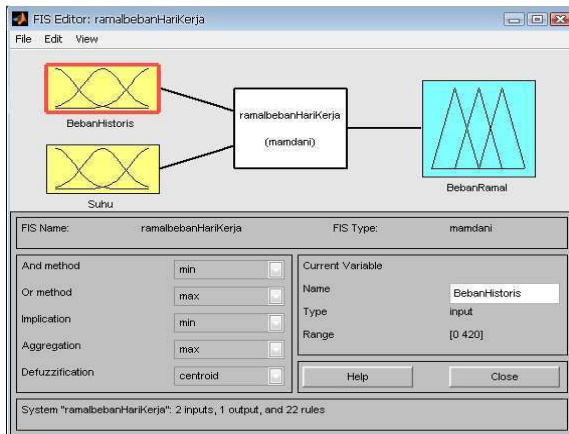 FIS Editor: ramalbebanHariKerja
File Edit View
BebanHistoris
Suhu
ramalbebanHariKerja
(mamdani)
BebanRamal
FIS Name: ramalbebanHariKerja FIS Type: mamdani
And method min
Or method max
Implication min
Aggregation max
Defuzzification centroid
Current Variable
Name BebanHistoris
Type input
Range [0 420]
Help Close
System "ramalbebanHariKerja": 2 inputs, 1 output, and 22 rules